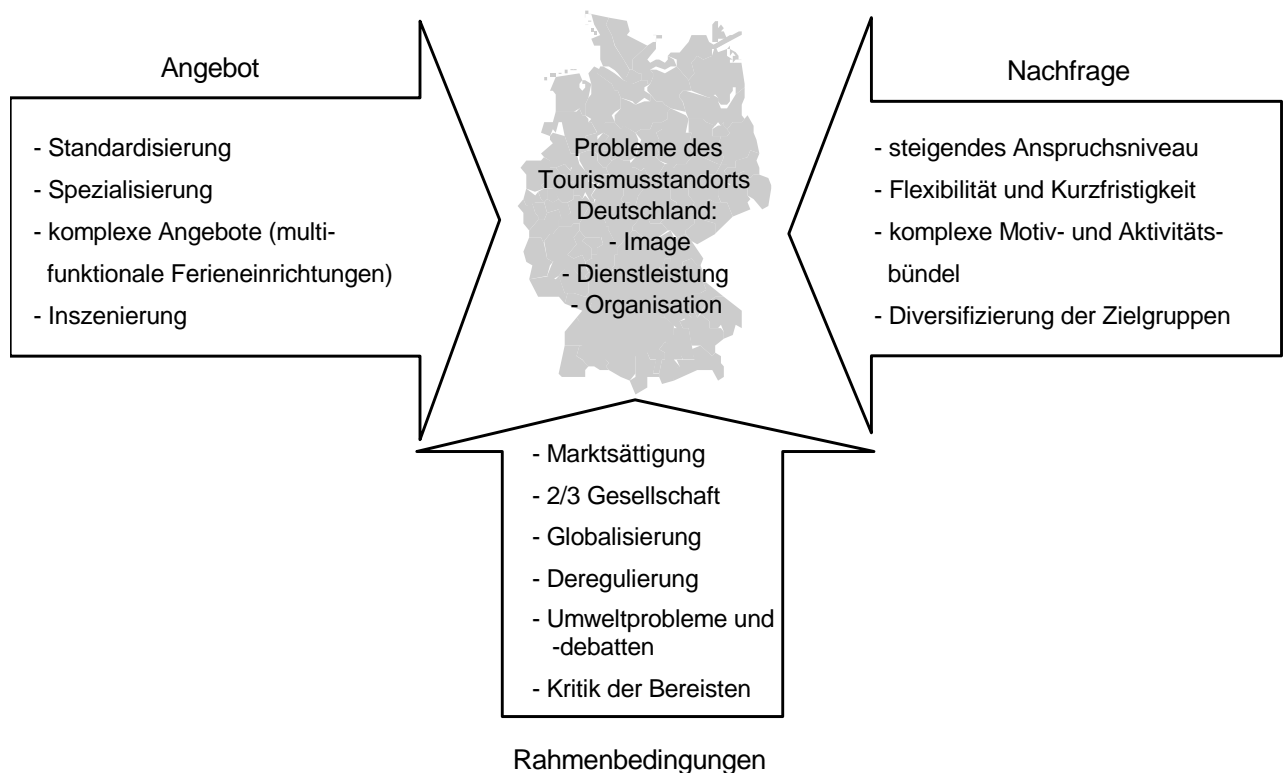 Angebot
- Standardisierung
- Spezialisierung
- komplexe Angebote (multi-
funktionale Ferieneinrichtungen)
- Inszenierung
Probleme des
Tourismusstandorts
Deutschland:
- Image
- Dienstleistung
- Organisation
Nachfrage
- steigendes Anspruchsniveau
- Flexibilität und Kurzfristigkeit
- komplexe Motiv- und Aktivitäts-
bündel
- Diversifizierung der Zielgruppen
- Marktsättigung
- 2/3 Gesellschaft
- Globalisierung
- Deregulierung
- Umweltprobleme und
-debatten
- Kritik der Bereisten
Rahmenbedingungen